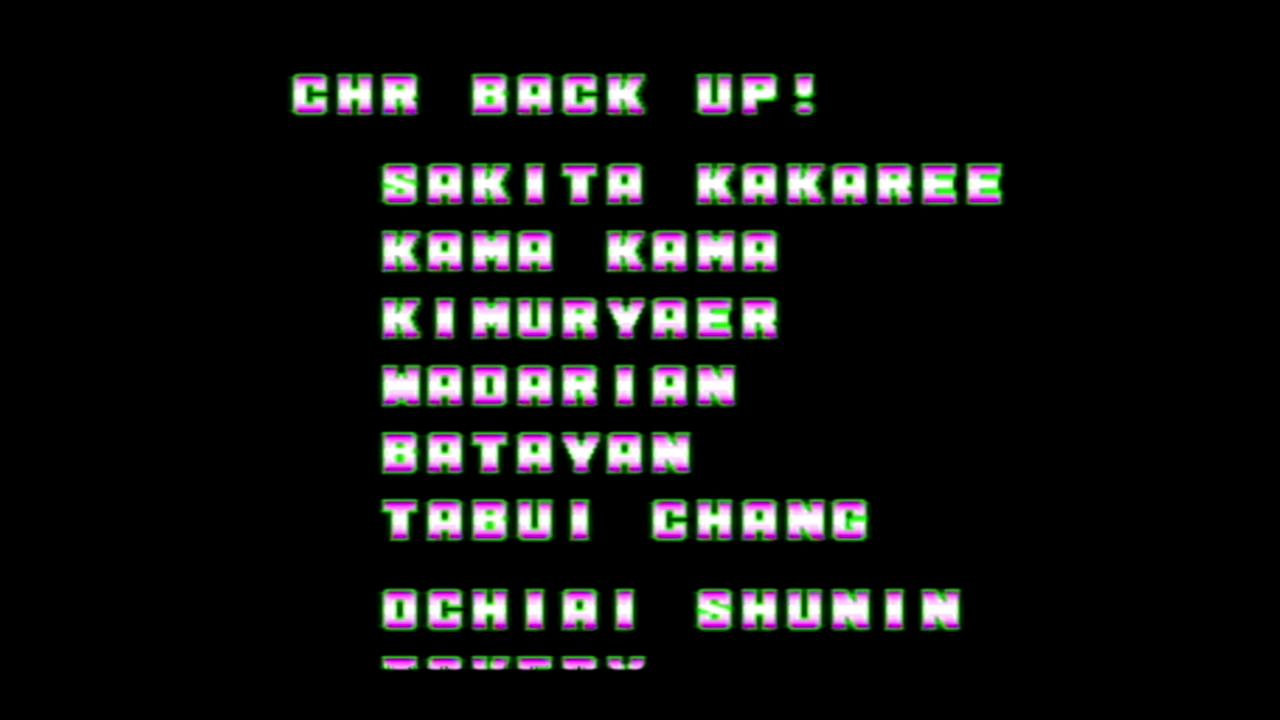 CHR BACK UP!
SAKITA KAKAREE
KAMA KAMA
KIMURYAER
WADARIAN
BATAYAN
TABUI CHANG
OCHIAI SHUNIN